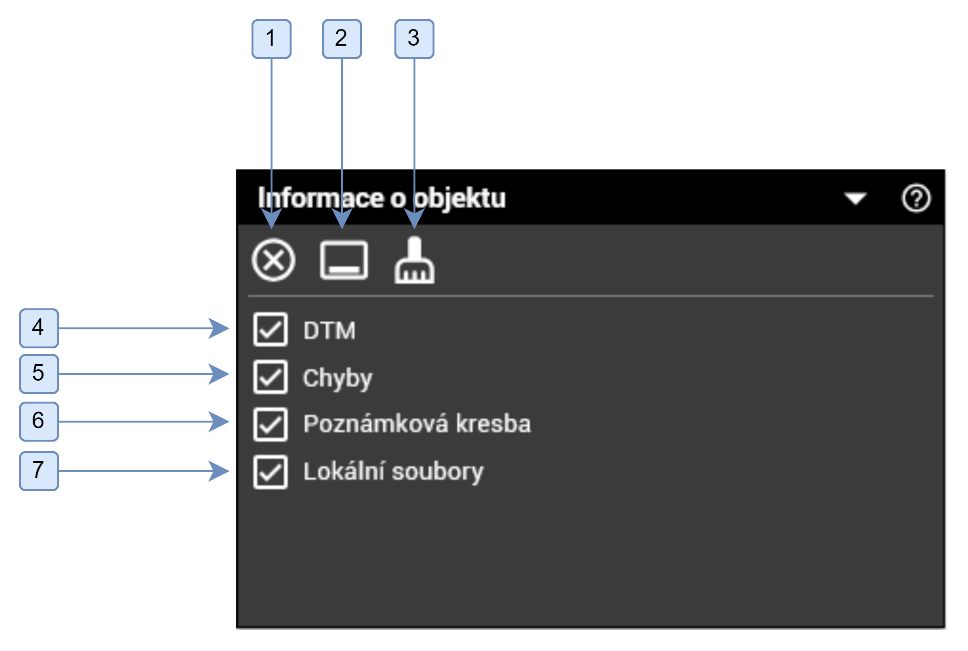 1 2 3
Informace o objektu
4 DTM
5 Chyby
6 Poznámková kresba
7 Lokální soubory